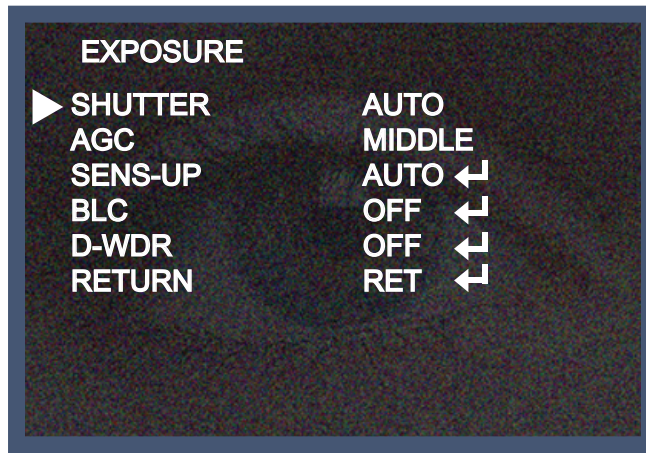 EXPOSURE
SHUTTER AUTO
AGC MIDDLE
SENS-UP AUTO ↲
BLC OFF ↲
D-WDR OFF ↲
RETURN RET ↲